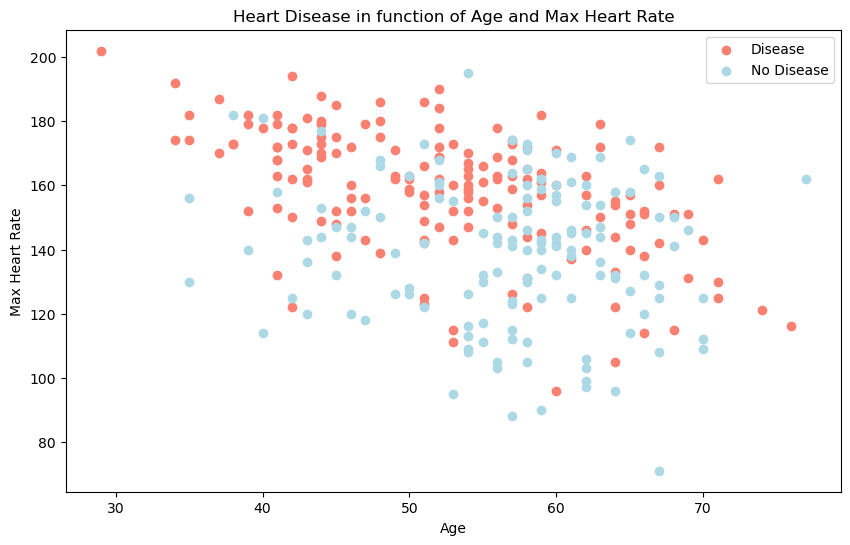 Heart Disease in function of Age and Max Heart Rate
Disease
No Disease
200
180
160
140
120
100
80
Max Heart Rate
30 40 50 60 70
Age